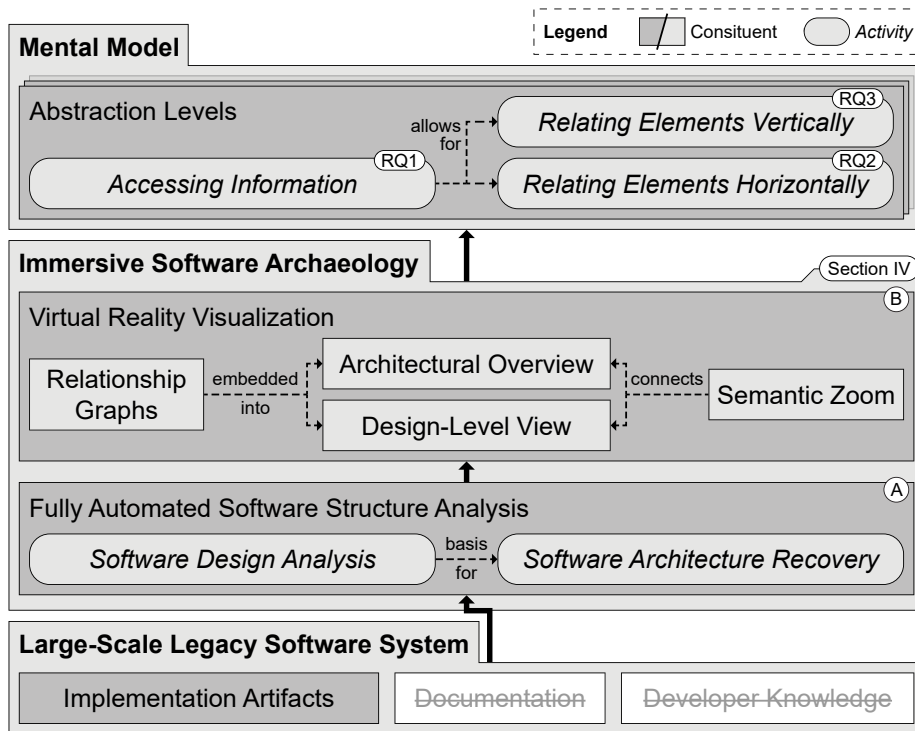 Legend Consituent Activity
Mental Model
Abstraction Levels
RQ3
Relating Elements Vertically
allows
for
RQ1
Accessing Information
RQ2
Relating Elements Horizontally
Immersive Software Archaeology
Section IV
B
Virtual Reality Visualization
Relationship
Graphs
embedded
into
Architectural Overview
Design-Level View
connects
Semantic Zoom
A
Fully Automated Software Structure Analysis
Software Design Analysis
basis
for
Software Architecture Recovery
Large-Scale Legacy Software System
Implementation Artifacts
Documentation
Developer Knowledge